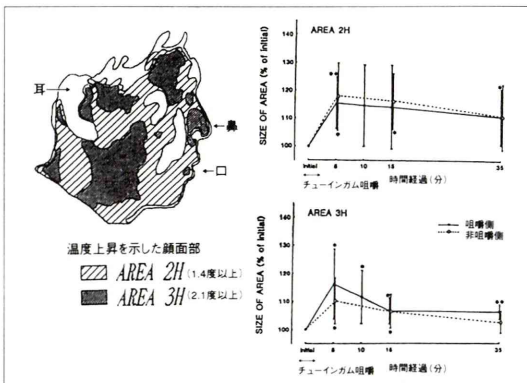 耳
鼻
口
温度上昇を示した顔面部
AREA 2H (1.4度以上)
AREA 3H (2.1度以上)
AREA 2H
SIZE OF AREA (% of Initial)
140
130
120
110
100
Initial
10
35
チューインガム咀嚼
時間経過(分)
AREA 3H
咀嚼側
非咀嚼側
SIZE OF AREA (% of Initial)
140
130
120
110
100
Initial
10
35
チューインガム咀嚼
時間経過(分)